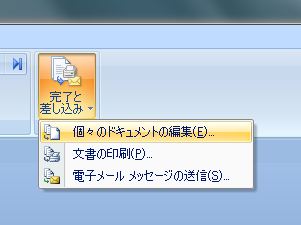 完了と
差し込み
個々のドキュメントの編集(E)...
文書の印刷(P)...
電子メール メッセージの送信(S)...